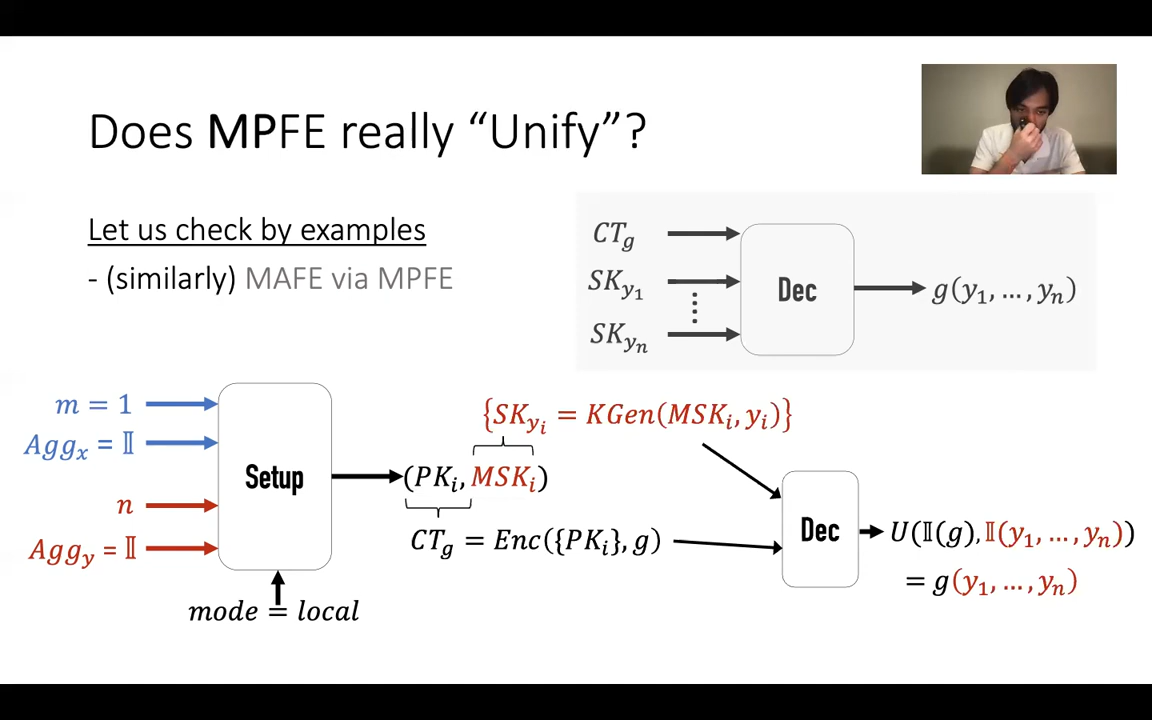 Does MPFE really “Unify”?
Let us check by examples
- (similarly) MAFE via MPFE
CT_g
SK_{y_1}
⋮
SK_{y_n}
Dec
g(y_1, …, y_n)
m = 1
Agg_x = 𝕀
n
Agg_y = 𝕀
Setup
mode = local
{SK_{y_i} = KGen(MSK_i, y_i)}
(PK_i, MSK_i)
CT_g = Enc({PK_i}, g)
Dec
U(𝕀(g), 𝕀(y_1, …, y_n))
= g(y_1, …, y_n)